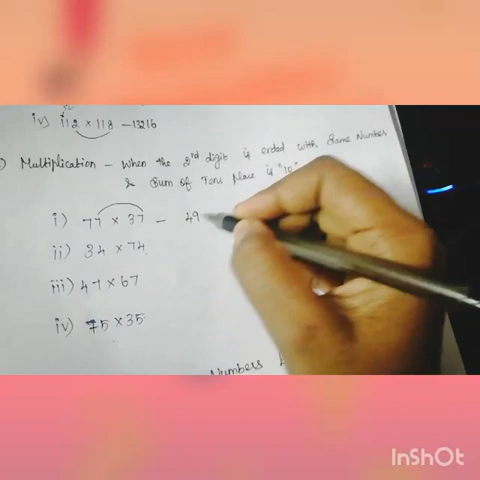 iv) 112 × 118 - 13216
Multiplication - When the 2nd digit is ended with Same Number
& Sum of Tens Place is "10"
i) 77 × 37 - 49
ii) 34 × 74
iii) 47 × 67
iv) 75 × 35
Numbers
InShOt